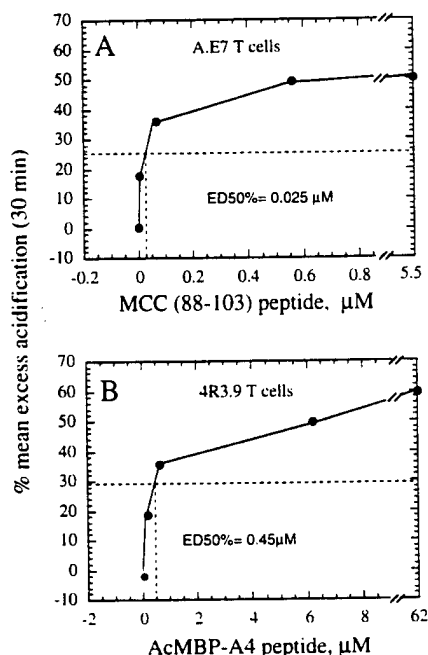 % mean excess acidification (30 min)
A
A.E7 T cells
70
60
50
40
30
20
10
0
-10
ED50%= 0.025 µM
-0.2 0 0.2 0.4 0.6 0.8 5.5
MCC (88-103) peptide, µM
B
4R3.9 T cells
70
60
50
40
30
20
10
0
-10
ED50%= 0.45µM
-2 0 2 4 6 8 62
AcMBP-A4 peptide, µM